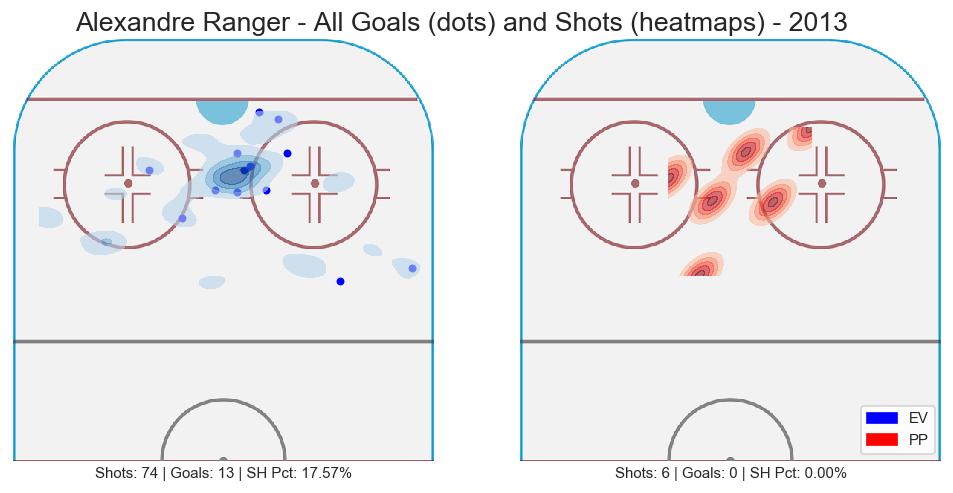 Alexandre Ranger - All Goals (dots) and Shots (heatmaps) - 2013
EV
PP
Shots: 74 | Goals: 13 | SH Pct: 17.57%
Shots: 6 | Goals: 0 | SH Pct: 0.00%